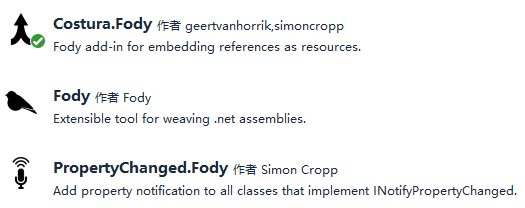 Costura.Fody 作者 geertvanhorrik,simoncropp
Fody add-in for embedding references as resources.
Fody 作者 Fody
Extensible tool for weaving .net assemblies.
PropertyChanged.Fody 作者 Simon Cropp
Add property notification to all classes that implement INotifyPropertyChanged.